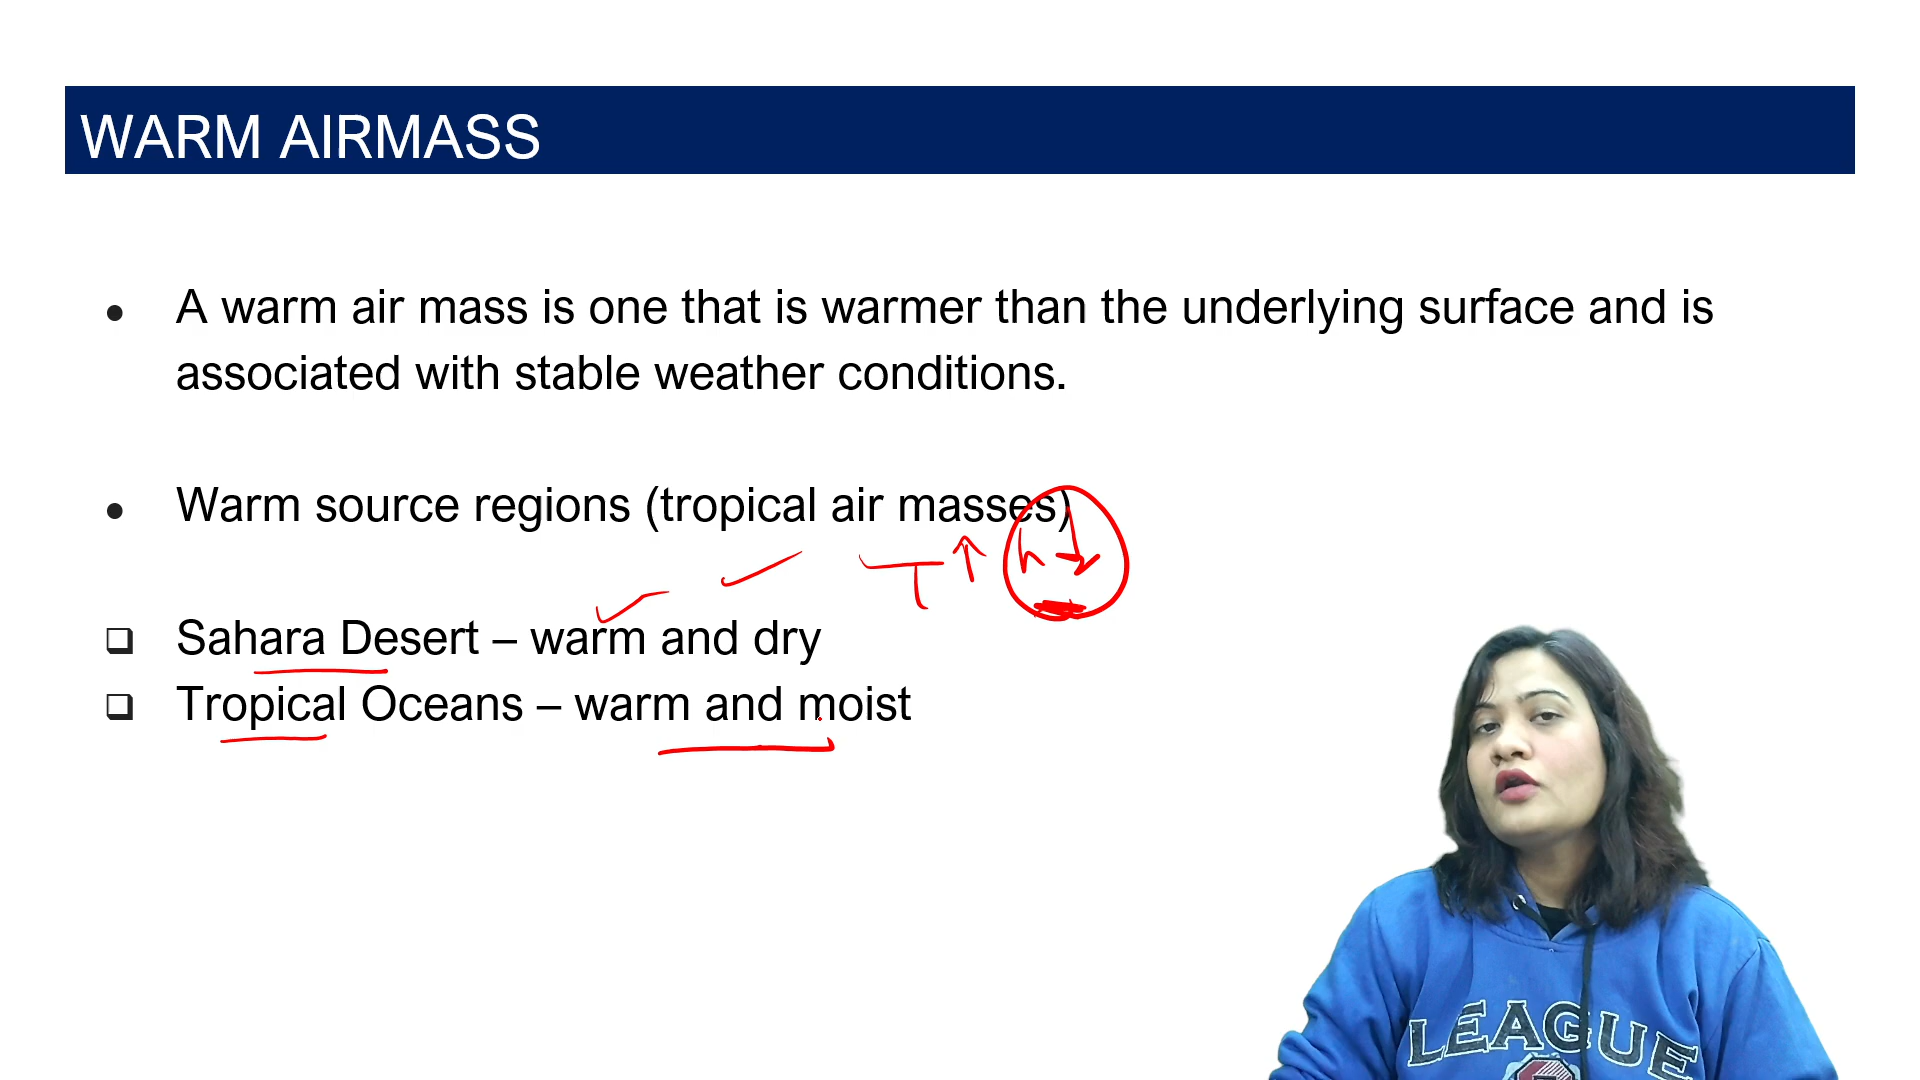 WARM AIRMASS
● A warm air mass is one that is warmer than the underlying surface and is
associated with stable weather conditions.
● Warm source regions (tropical air masses)
T↑ h↓
❑ Sahara Desert – warm and dry
❑ Tropical Oceans – warm and moist
LEAGUE